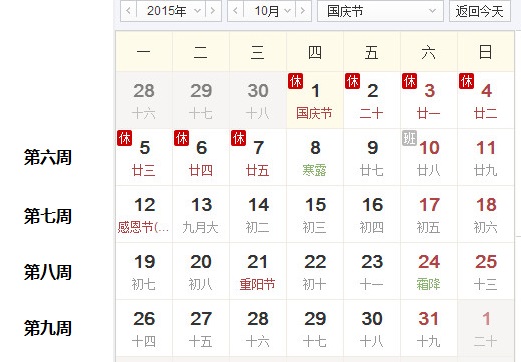 2015年 10月 国庆节 返回今天
一 二 三 四 五 六 日
28 29 30 休 1 休 2 休 3 休 4
十六 十七 十八 国庆节 二十 廿一 廿二
休 5 休 6 休 7 8 9 班 10 11
第六周 廿三 廿四 廿五 寒露 廿七 廿八 廿九
12 13 14 15 16 17 18
第七周 感恩节(... 九月大 初二 初三 初四 初五 初六
19 20 21 22 23 24 25
第八周 初七 初八 重阳节 初十 十一 霜降 十三
26 27 28 29 30 31 1
第九周 十四 十五 十六 十七 十八 十九 二十